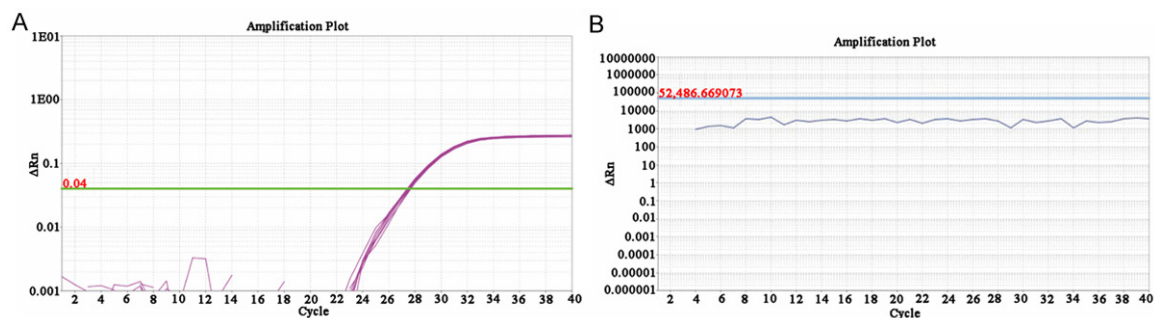 A
Amplification Plot
1E01
1E00
0.1
0.01
0.001
ΔRn
0.04
2 4 6 8 10 12 14 16 18 20 22 24 26 28 30 32 34 36 38 40
Cycle
B
Amplification Plot
10000000
1000000
100000
10000
1000
100
10
1
0.1
0.01
0.001
0.0001
0.00001
0.000001
ΔRn
52,486.669073
2 4 6 8 10 12 14 16 18 20 22 24 26 28 30 32 34 36 38 40
Cycle